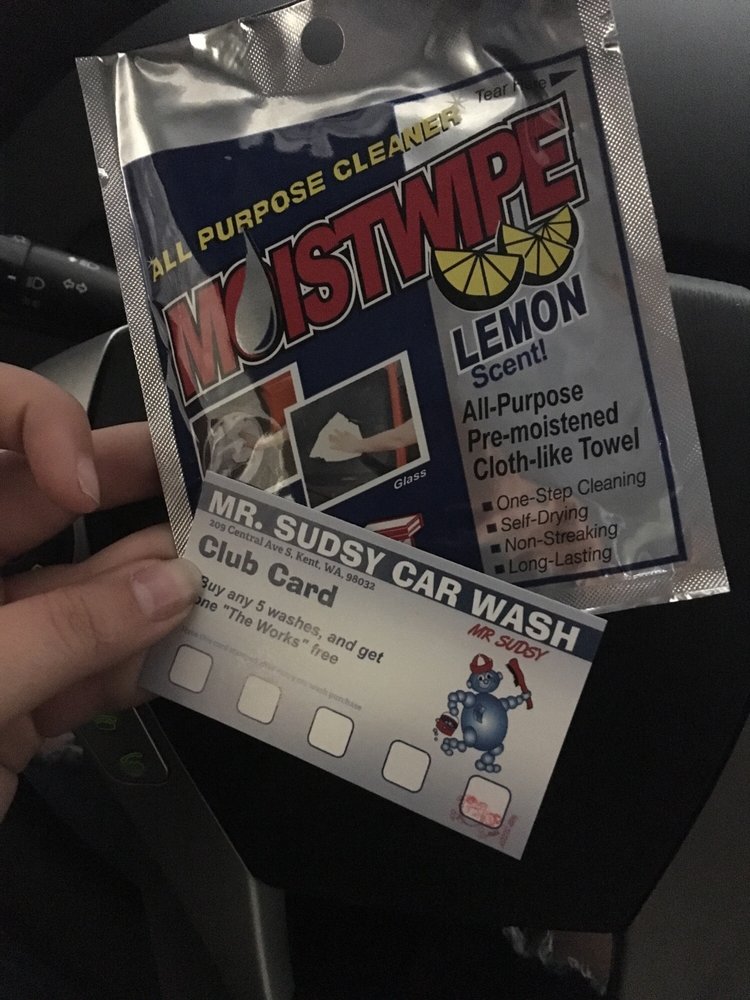 Tear Here
ALL PURPOSE CLEANER
MOISTWIPE
LEMON
Scent!
All-Purpose
Pre-moistened
Cloth-like Towel
One-Step Cleaning
Self-Drying
Non-Streaking
Long-Lasting
Glass
MR. SUDSY CAR WASH
209 Central Ave S, Kent, WA, 98032
Club Card
Buy any 5 washes, and get
one "The Works" free
MR SUDSY